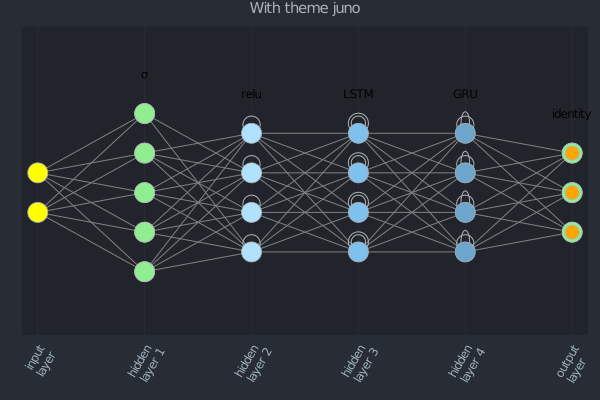 With theme juno
σ
relu
LSTM
GRU
identity
input
layer
hidden
layer 1
hidden
layer 2
hidden
layer 3
hidden
layer 4
output
layer